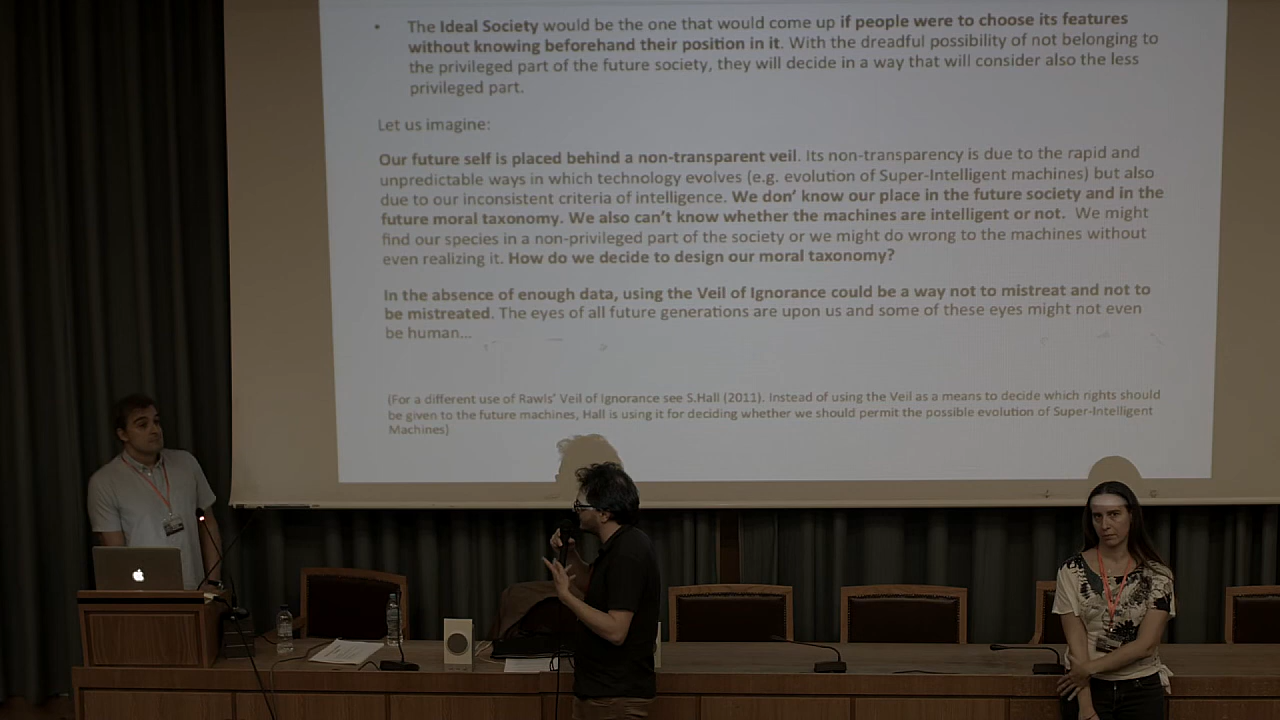 • The Ideal Society would be the one that would come up if people were to choose its features
without knowing beforehand their position in it. With the dreadful possibility of not belonging to
the privileged part of the future society, they will decide in a way that will consider also the less
privileged part.
Let us imagine:
Our future self is placed behind a non-transparent veil. Its non-transparency is due to the rapid and
unpredictable ways in which technology evolves (e.g. evolution of Super-Intelligent machines) but also
due to our inconsistent criteria of intelligence. We don' know our place in the future society and in the
future moral taxonomy. We also can't know whether the machines are intelligent or not. We might
find our species in a non-privileged part of the society or we might do wrong to the machines without
even realizing it. How do we decide to design our moral taxonomy?
In the absence of enough data, using the Veil of Ignorance could be a way not to mistreat and not to
be mistreated. The eyes of all future generations are upon us and some of these eyes might not even
be human...
(For a different use of Rawls' Veil of Ignorance see S.Hall (2011). Instead of using the Veil as a means to decide which rights should
be given to the future machines, Hall is using it for deciding whether we should permit the possible evolution of Super-Intelligent
Machines)